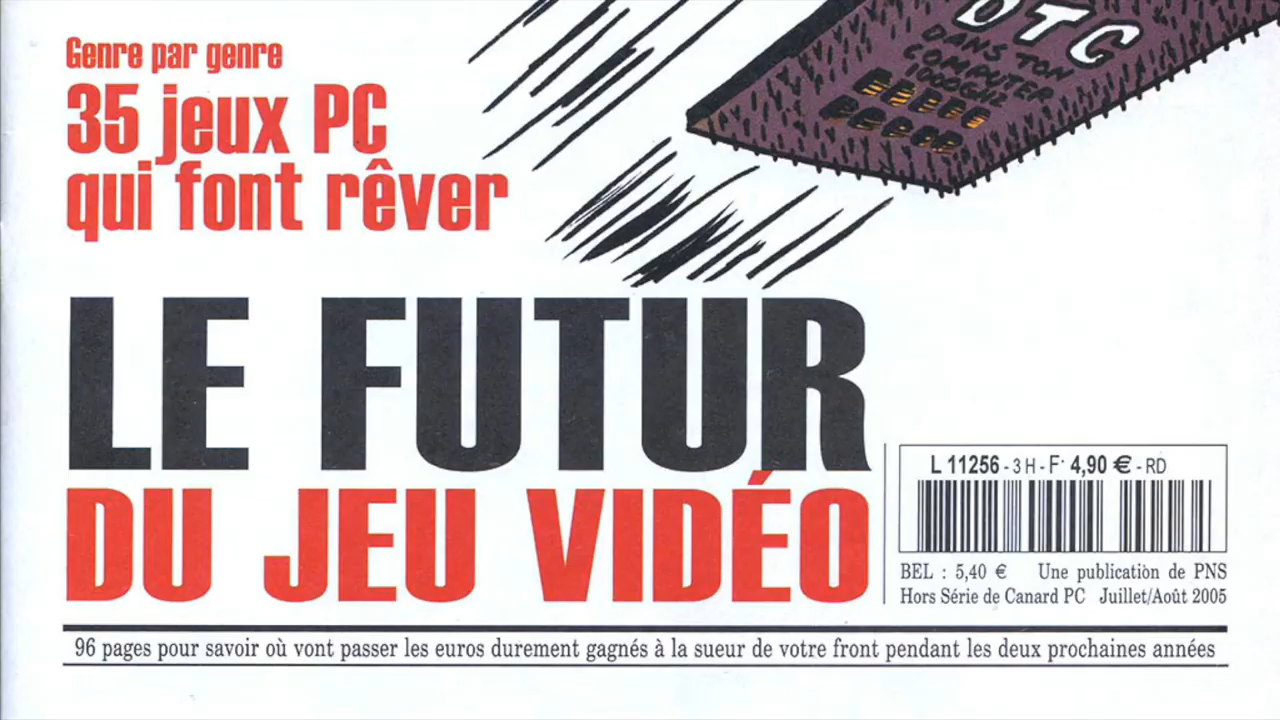 DTC
DANS TON
COMPUTER
1000GHZ
Genre par genre
35 jeux PC
qui font rêver
LE FUTUR
DU JEU VIDÉO
L 11256 - 3 H - F: 4,90 € - RD
BEL : 5,40 € Une publication de PNS
Hors Série de Canard PC Juillet/Août 2005
96 pages pour savoir où vont passer les euros durement gagnés à la sueur de votre front pendant les deux prochaines années